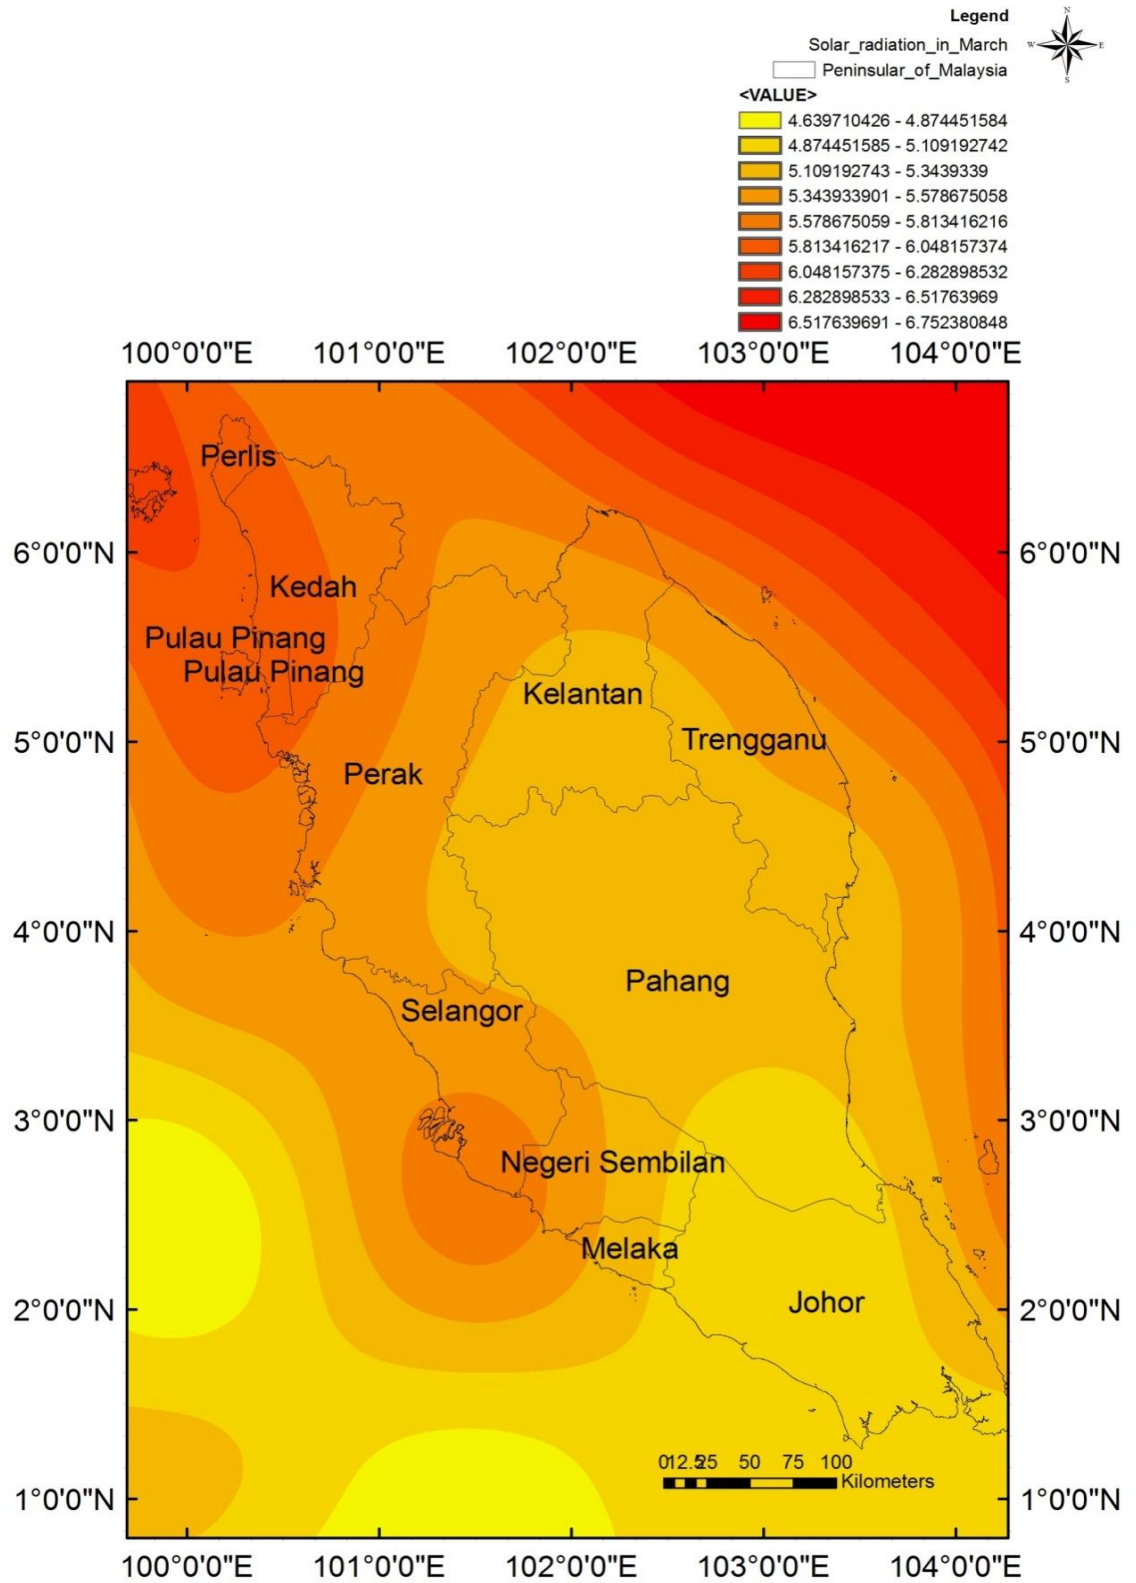 Legend
N
Solar_radiation_in_March
W
E
S
Peninsular_of_Malaysia
<VALUE>
4.639710426 - 4.874451584
4.874451585 - 5.109192742
5.109192743 - 5.3439339
5.343933901 - 5.578675058
5.578675059 - 5.813416216
5.813416217 - 6.048157374
6.048157375 - 6.282898532
6.282898533 - 6.51763969
6.517639691 - 6.752380848
100°0'0"E 101°0'0"E 102°0'0"E 103°0'0"E 104°0'0"E
Perlis
6°0'0"N 6°0'0"N
Kedah
Pulau Pinang
Pulau Pinang
Kelantan
5°0'0"N Trengganu 5°0'0"N
Perak
4°0'0"N 4°0'0"N
Pahang
Selangor
3°0'0"N 3°0'0"N
Negeri Sembilan
Melaka
2°0'0"N Johor 2°0'0"N
0 12.5 25 50 75 100
Kilometers
1°0'0"N 1°0'0"N
100°0'0"E 101°0'0"E 102°0'0"E 103°0'0"E 104°0'0"E